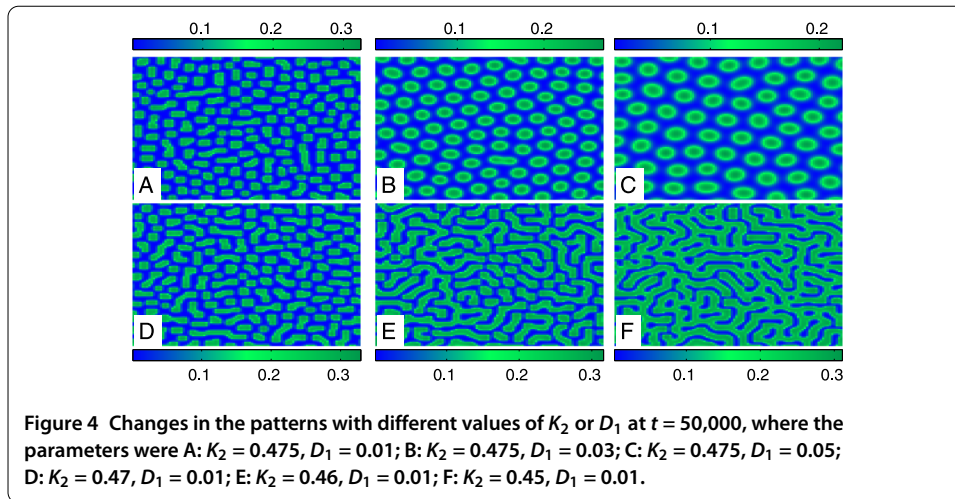 0.1 0.2 0.3 0.1 0.2 0.1 0.2
A B C
D E F
0.1 0.2 0.3 0.1 0.2 0.3 0.1 0.2 0.3
Figure 4 Changes in the patterns with different values of K₂ or D₁ at t = 50,000, where the
parameters were A: K₂ = 0.475, D₁ = 0.01; B: K₂ = 0.475, D₁ = 0.03; C: K₂ = 0.475, D₁ = 0.05;
D: K₂ = 0.47, D₁ = 0.01; E: K₂ = 0.46, D₁ = 0.01; F: K₂ = 0.45, D₁ = 0.01.